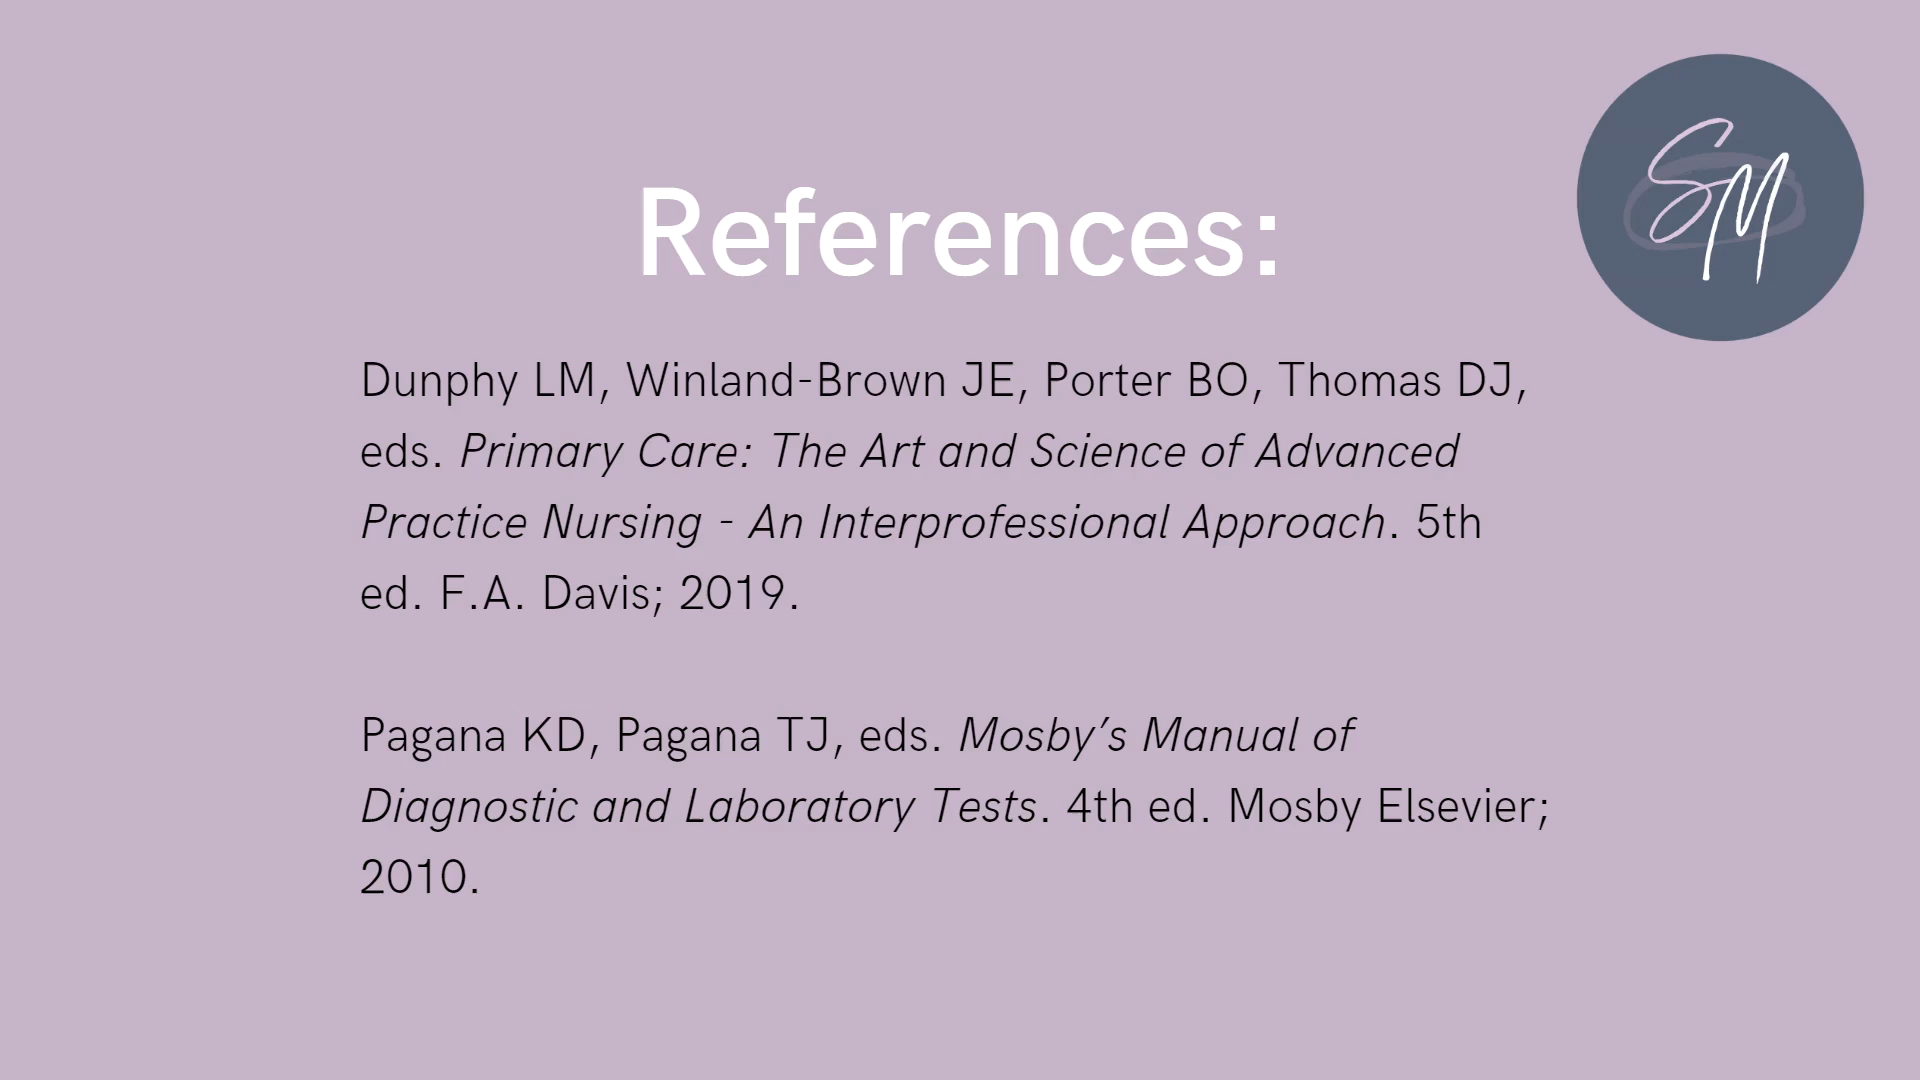 SM
References:
Dunphy LM, Winland-Brown JE, Porter BO, Thomas DJ,
eds. Primary Care: The Art and Science of Advanced
Practice Nursing - An Interprofessional Approach. 5th
ed. F.A. Davis; 2019.
Pagana KD, Pagana TJ, eds. Mosby’s Manual of
Diagnostic and Laboratory Tests. 4th ed. Mosby Elsevier;
2010.